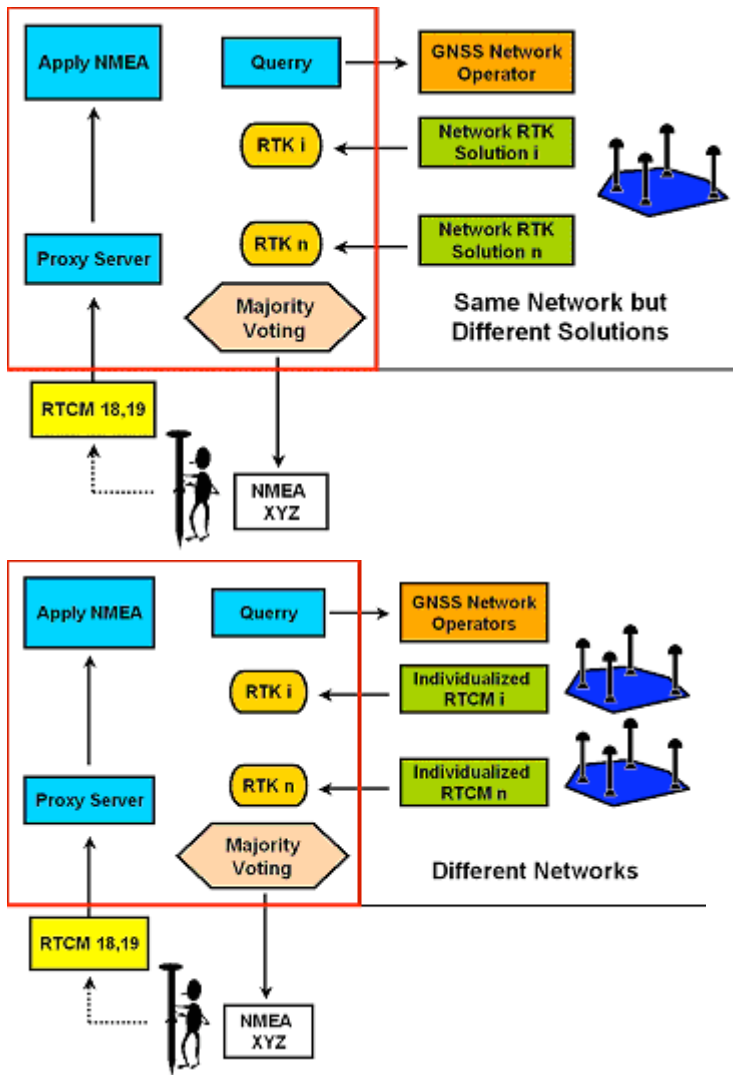 Apply NMEA
Querry
GNSS Network
Operator
RTK i
Network RTK
Solution i
RTK n
Network RTK
Solution n
Proxy Server
Majority
Voting
Same Network but
Different Solutions
RTCM 18,19
NMEA
XYZ
Apply NMEA
Querry
GNSS Network
Operators
RTK i
Individualized
RTCM i
RTK n
Individualized
RTCM n
Proxy Server
Majority
Voting
Different Networks
RTCM 18,19
NMEA
XYZ